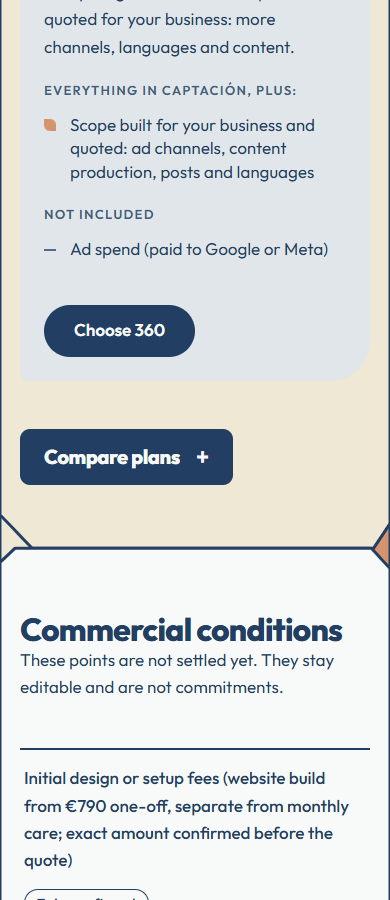 quoted for your business: more
channels, languages and content.
EVERYTHING IN CAPTACIÓN, PLUS:
Scope built for your business and
quoted: ad channels, content
production, posts and languages
NOT INCLUDED
— Ad spend (paid to Google or Meta)
Choose 360
Compare plans +
Commercial conditions
These points are not settled yet. They stay
editable and are not commitments.
Initial design or setup fees (website build
from €790 one-off, separate from monthly
care; exact amount confirmed before the
quote)